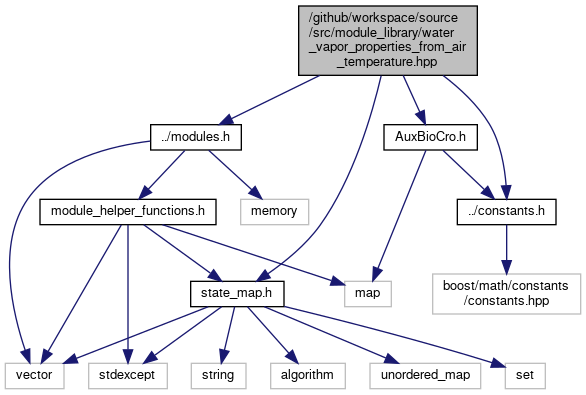 /github/workspace/source
/src/module_library/water
_vapor_properties_from_air
_temperature.hpp
../modules.h
AuxBioCro.h
module_helper_functions.h
memory
../constants.h
state_map.h
map
boost/math/constants
/constants.hpp
vector
stdexcept
string
algorithm
unordered_map
set